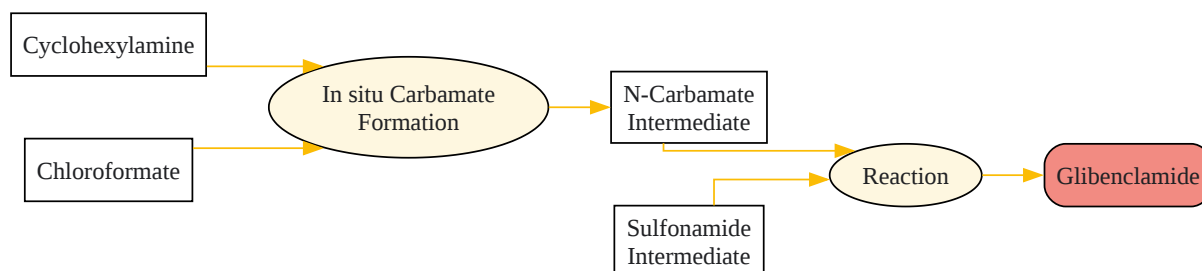 Cyclohexylamine
Chloroformate
In situ Carbamate
Formation
N-Carbamate
Intermediate
Sulfonamide
Intermediate
Reaction
Glibenclamide